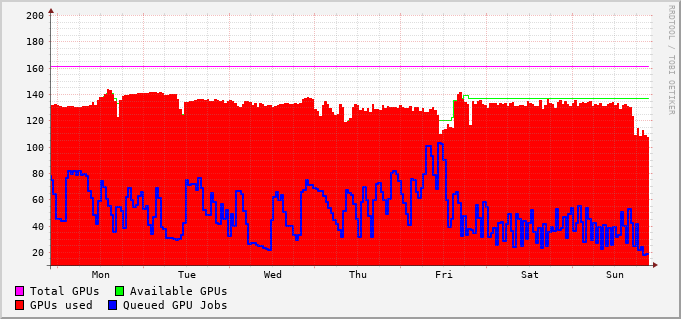 200
180
160
140
120
100
80
60
40
20
Mon Tue Wed Thu Fri Sat Sun
RRDTOOL / TOBI OETIKER
Total GPUs Available GPUs
GPUs used Queued GPU Jobs